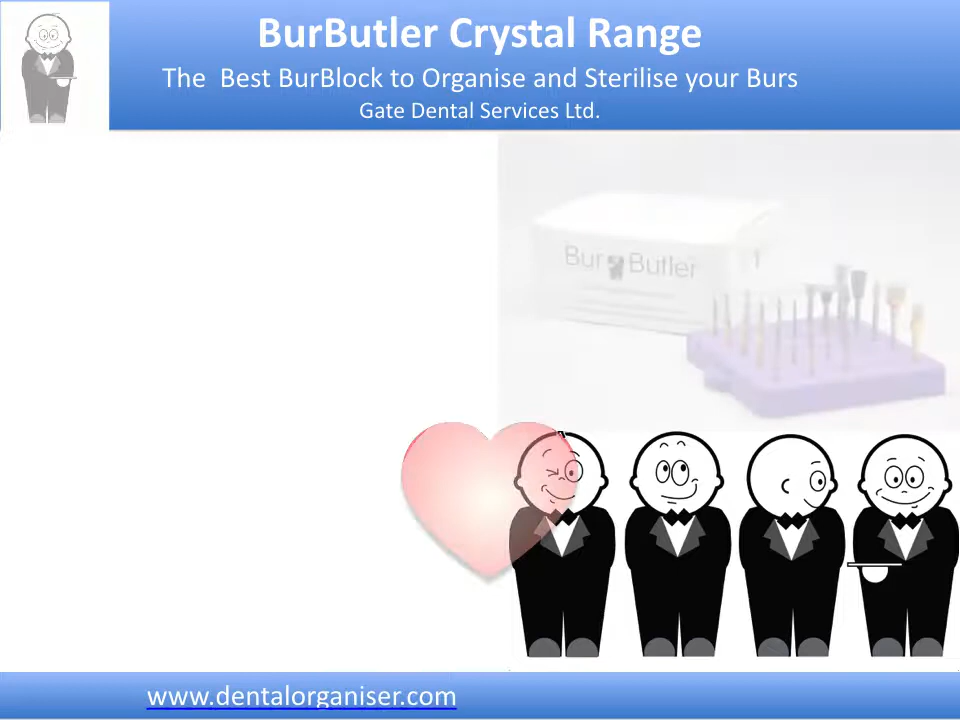 BurButler Crystal Range
The  Best BurBlock to Organise and Sterilise your Burs
Gate Dental Services Ltd.
Bur Butler
www.dentalorganiser.com